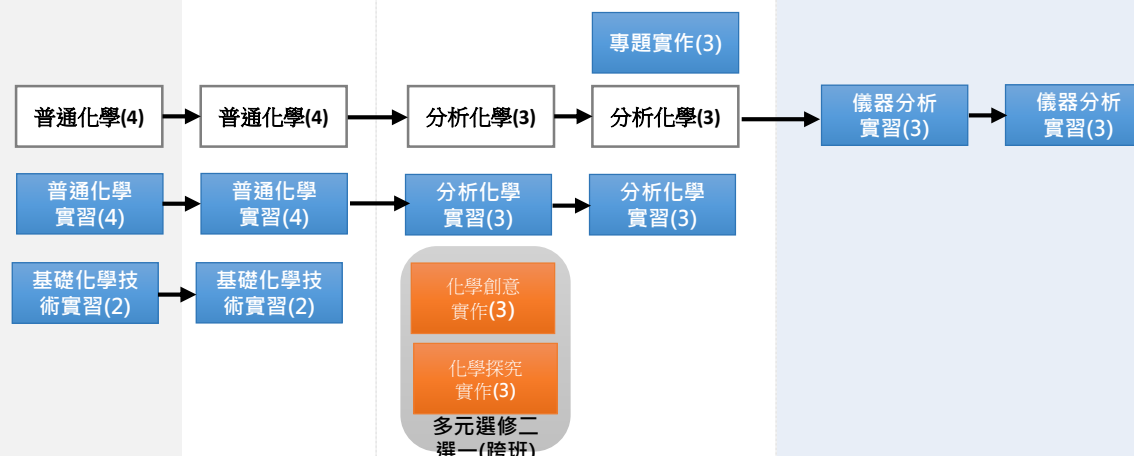 專題實作(3)
普通化學(4)
普通化學(4)
分析化學(3)
分析化學(3)
儀器分析
實習(3)
儀器分析
實習(3)
普通化學
實習(4)
普通化學
實習(4)
分析化學
實習(3)
分析化學
實習(3)
基礎化學技
術實習(2)
基礎化學技
術實習(2)
化學創意
實作(3)
化學探究
實作(3)
多元選修二
選一(跨班)